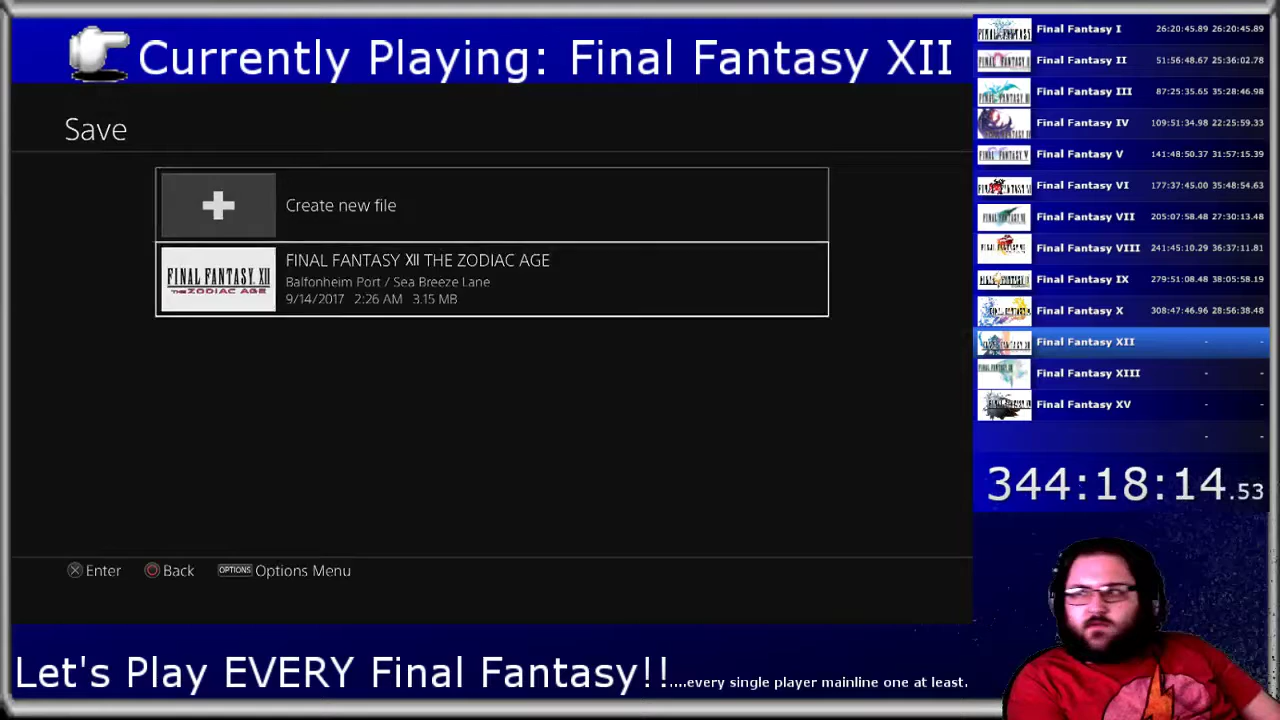 Currently Playing: Final Fantasy XII
Save
Create new file
FINAL FANTASY XII THE ZODIAC AGE
Balfonheim Port / Sea Breeze Lane
9/14/2017 2:26 AM 3.15 MB
FINAL FANTASY XII
THE ZODIAC AGE
Enter Back OPTIONS Options Menu
Let's Play EVERY Final Fantasy!!
....every single player mainline one at least.
Final Fantasy I 26:20:45.89 26:20:45.89
Final Fantasy II 51:56:48.67 25:36:02.78
Final Fantasy III 87:25:35.65 35:28:46.98
Final Fantasy IV 109:51:34.98 22:25:59.33
Final Fantasy V 141:48:50.37 31:57:15.39
Final Fantasy VI 177:37:45.00 35:48:54.63
Final Fantasy VII 205:07:58.48 27:30:13.48
Final Fantasy VIII 241:45:10.29 36:37:11.81
Final Fantasy IX 279:51:08.48 38:05:58.19
Final Fantasy X 308:47:46.96 28:56:38.48
Final Fantasy XII - -
Final Fantasy XIII - -
Final Fantasy XV - -
- -
344:18:14.53